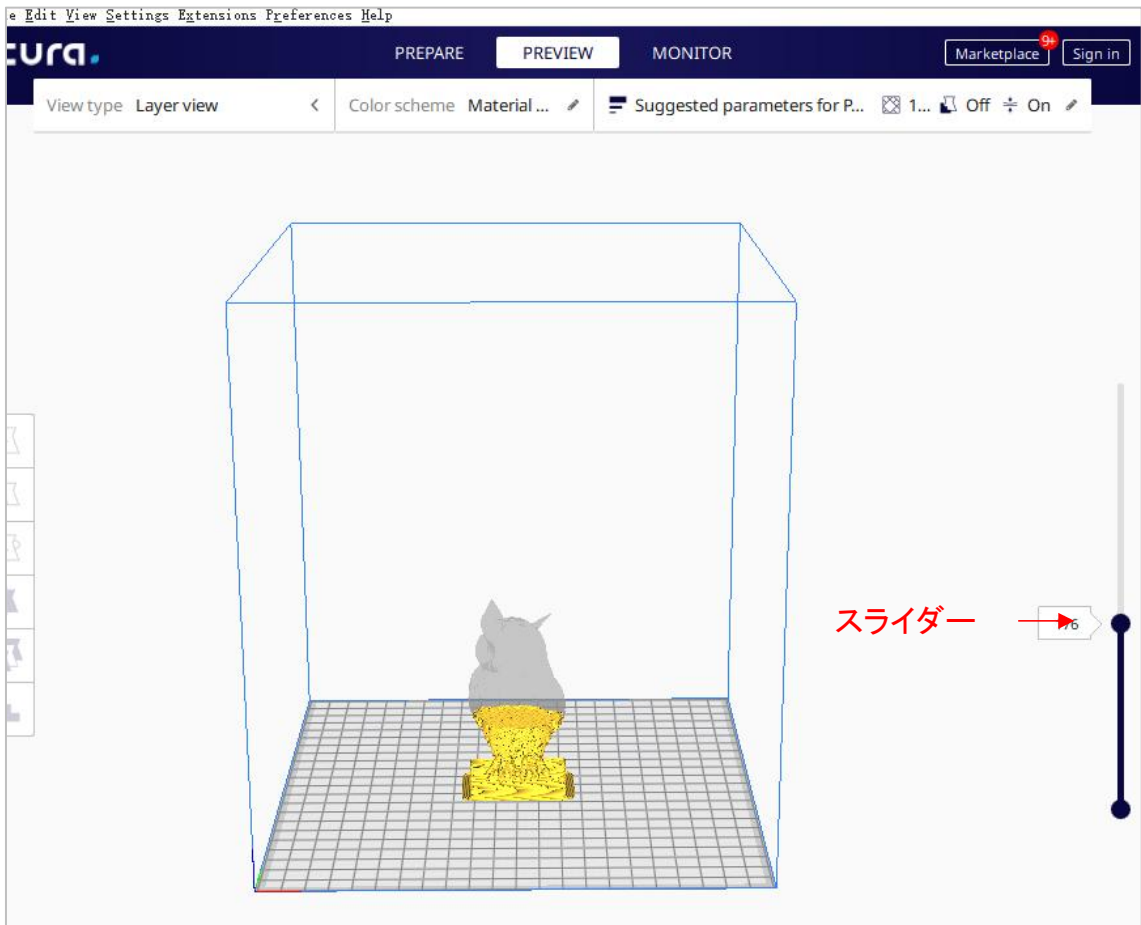 e Edit View Settings Extensions Preferences Help
cura.
PREPARE PREVIEW MONITOR
Marketplace 9+ Sign in
View type Layer view Color scheme Material ... Suggested parameters for P... 1... Off On
スライダー